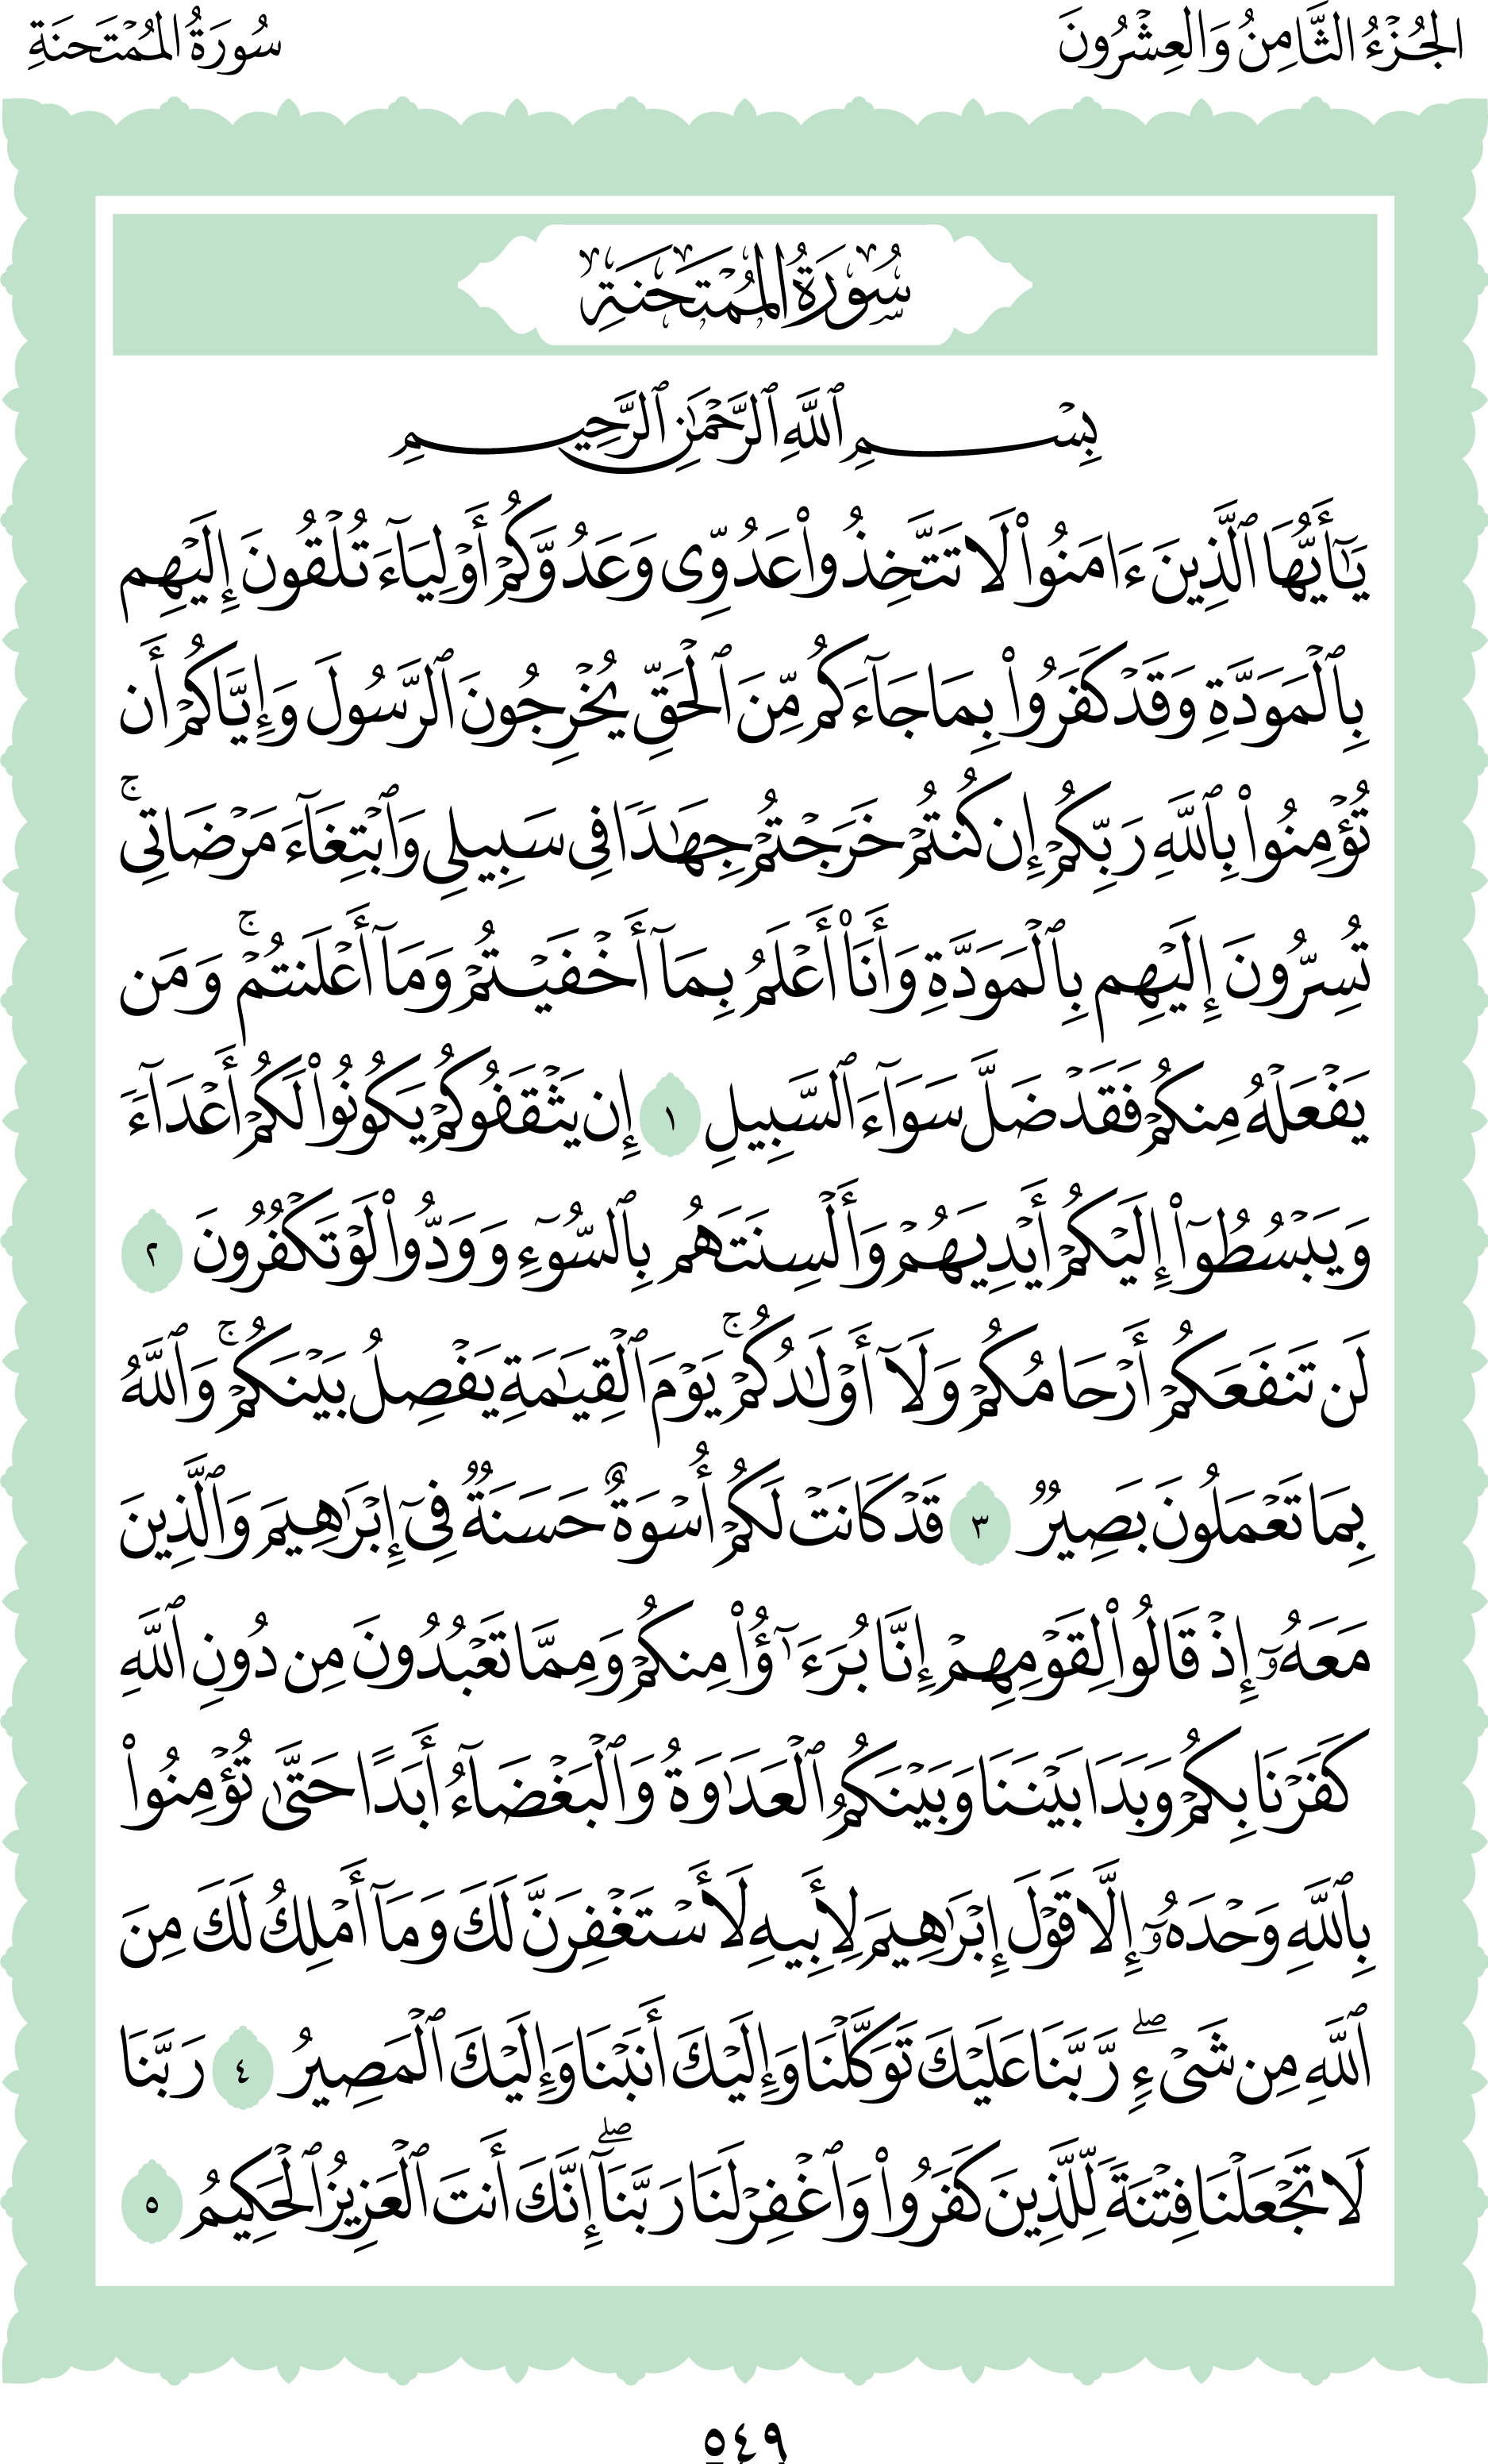 الجُزْءُ الثَّامِنُ وَالعِشْرُونَ
سُورَةُ المُمْتَحَنَةِ
سُورَةُ المُمْتَحَنَةِ
بِسْمِ ٱللَّهِ ٱلرَّحْمَٰنِ ٱلرَّحِيمِ
يَٰٓأَيُّهَا ٱلَّذِينَ ءَامَنُوا۟ لَا تَتَّخِذُوا۟ عَدُوِّى وَعَدُوَّكُمْ أَوْلِيَآءَ تُلْقُونَ إِلَيْهِم
بِٱلْمَوَدَّةِ وَقَدْ كَفَرُوا۟ بِمَا جَآءَكُم مِّنَ ٱلْحَقِّ يُخْرِجُونَ ٱلرَّسُولَ وَإِيَّاكُمْ أَن
تُؤْمِنُوا۟ بِٱللَّهِ رَبِّكُمْ إِن كُنتُمْ خَرَجْتُمْ جِهَٰدًا فِى سَبِيلِى وَٱبْتِغَآءَ مَرْضَاتِى ۚ
تُسِرُّونَ إِلَيْهِم بِٱلْمَوَدَّةِ وَأَنَا۠ أَعْلَمُ بِمَآ أَخْفَيْتُمْ وَمَآ أَعْلَنتُمْ ۚ وَمَن
يَفْعَلْهُ مِنكُمْ فَقَدْ ضَلَّ سَوَآءَ ٱلسَّبِيلِ ١ إِن يَثْقَفُوكُمْ يَكُونُوا۟ لَكُمْ أَعْدَآءً
وَيَبْسُطُوٓا۟ إِلَيْكُمْ أَيْدِيَهُمْ وَأَلْسِنَتَهُم بِٱلسُّوٓءِ وَوَدُّوا۟ لَوْ تَكْفُرُونَ ٢
لَن تَنفَعَكُمْ أَرْحَامُكُمْ وَلَآ أَوْلَٰدُكُمْ ۚ يَوْمَ ٱلْقِيَٰمَةِ يَفْصِلُ بَيْنَكُمْ ۚ وَٱللَّهُ
بِمَا تَعْمَلُونَ بَصِيرٌ ٣ قَدْ كَانَتْ لَكُمْ أُسْوَةٌ حَسَنَةٌ فِىٓ إِبْرَٰهِيمَ وَٱلَّذِينَ
مَعَهُۥٓ إِذْ قَالُوا۟ لِقَوْمِهِمْ إِنَّا بُرَءَٰٓؤُا۟ مِنكُمْ وَمِمَّا تَعْبُدُونَ مِن دُونِ ٱللَّهِ
كَفَرْنَا بِكُمْ وَبَدَا بَيْنَنَا وَبَيْنَكُمُ ٱلْعَدَٰوَةُ وَٱلْبَغْضَآءُ أَبَدًا حَتَّىٰ تُؤْمِنُوا۟
بِٱللَّهِ وَحْدَهُۥٓ إِلَّا قَوْلَ إِبْرَٰهِيمَ لِأَبِيهِ لَأَسْتَغْفِرَنَّ لَكَ وَمَآ أَمْلِكُ لَكَ مِنَ
ٱللَّهِ مِن شَىْءٍ ۖ رَّبَّنَا عَلَيْكَ تَوَكَّلْنَا وَإِلَيْكَ أَنَبْنَا وَإِلَيْكَ ٱلْمَصِيرُ ٤ رَبَّنَا
لَا تَجْعَلْنَا فِتْنَةً لِّلَّذِينَ كَفَرُوا۟ وَٱغْفِرْ لَنَا رَبَّنَآ ۖ إِنَّكَ أَنتَ ٱلْعَزِيزُ ٱلْحَكِيمُ ٥
٥٤٩